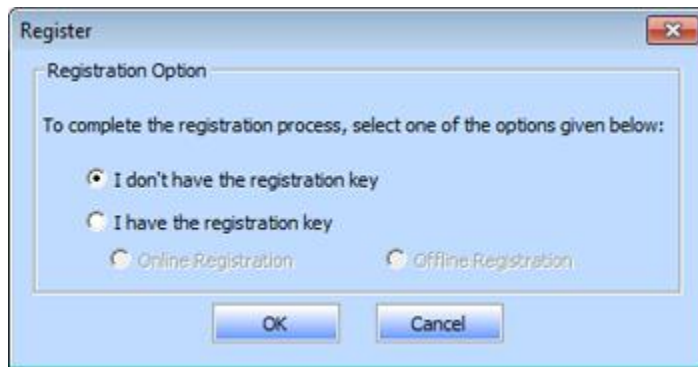 Register
Registration Option
To complete the registration process, select one of the options given below:
I don't have the registration key
I have the registration key
Online Registration Offline Registration
OK Cancel